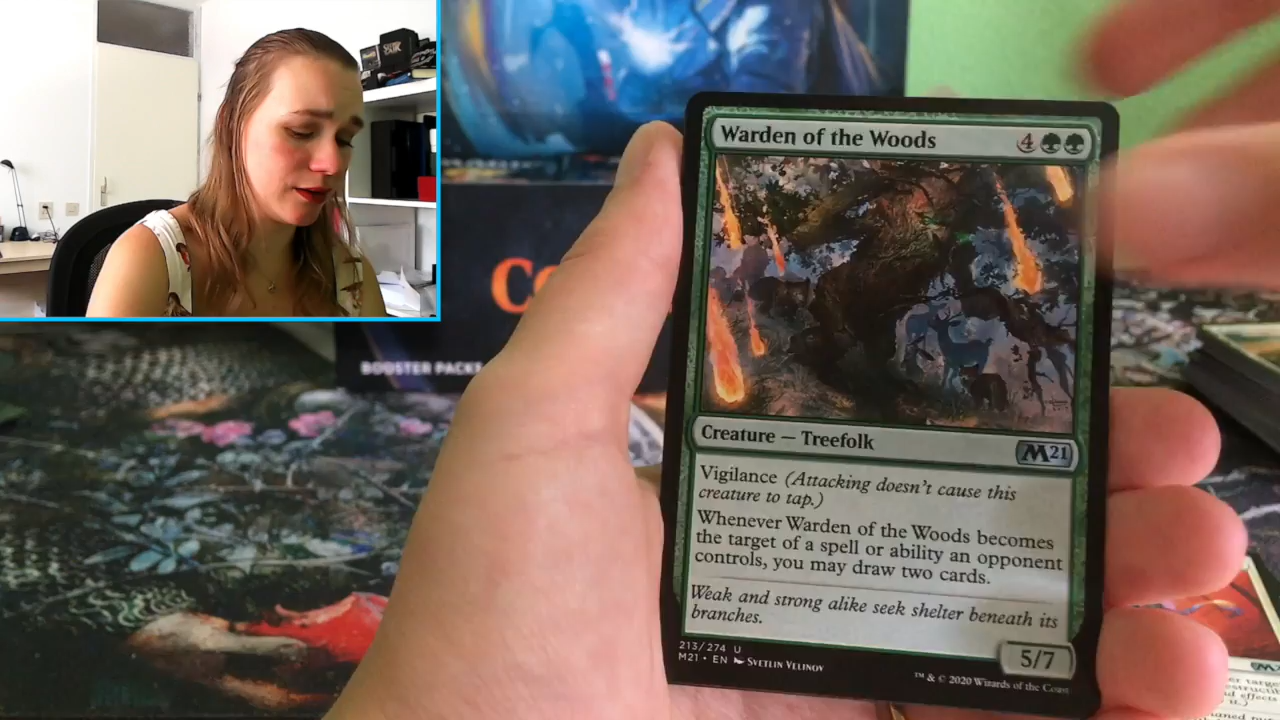 Warden of the Woods 4
BOOSTER PACKS
Creature — Treefolk M21
Vigilance (Attacking doesn't cause this
creature to tap.)
Whenever Warden of the Woods becomes
the target of a spell or ability an opponent
controls, you may draw two cards.
Weak and strong alike seek shelter beneath its
branches.
5/7
213/274 U
M21 • EN Svetlin Velinov
™ & © 2020 Wizards of the Coast